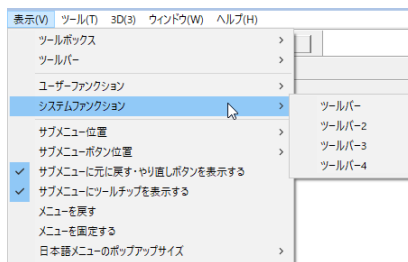 表示(V) ツール(T) 3D(3) ウィンドウ(W) ヘルプ(H)
ツールボックス
ツールバー
ユーザーファンクション
システムファンクション
ツールバー
ツールバー2
ツールバー3
ツールバー4
サブメニュー位置
サブメニューボタン位置
サブメニューに元に戻す・やり直しボタンを表示する
サブメニューにツールチップを表示する
メニューを戻す
メニューを固定する
日本語メニューのポップアップサイズ